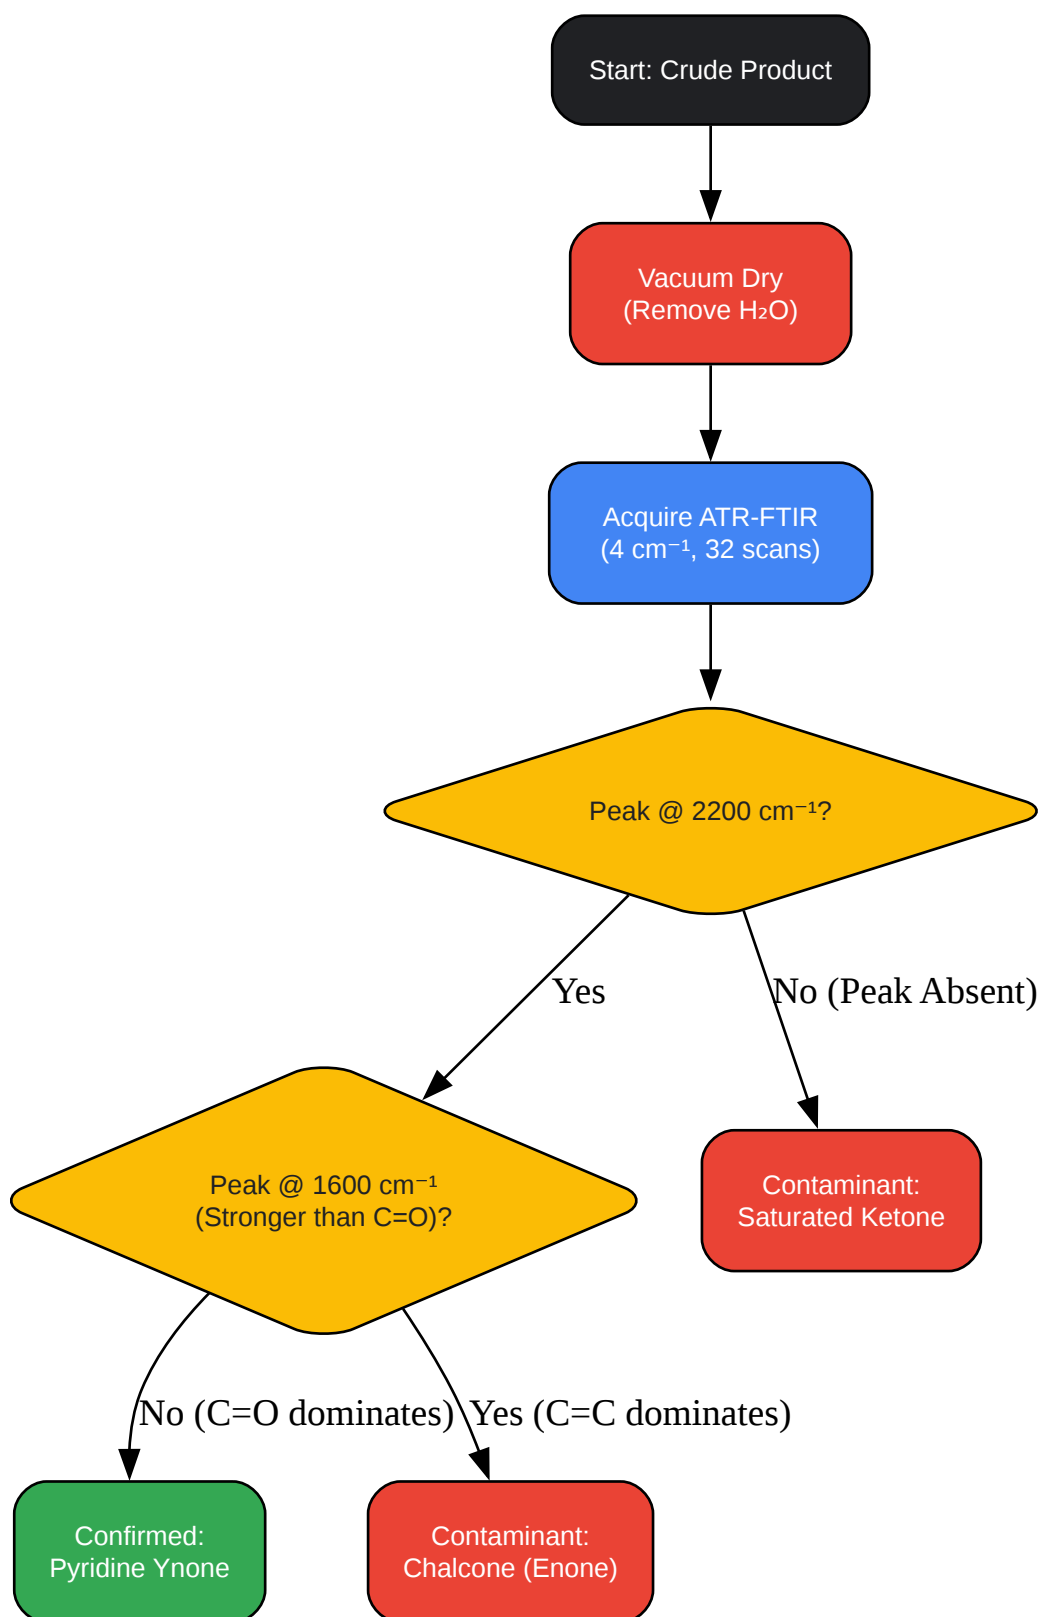 Start: Crude Product
Vacuum Dry
(Remove H₂O)
Acquire ATR-FTIR
(4 cm⁻¹, 32 scans)
Peak @ 2200 cm⁻¹?
Yes
No (Peak Absent)
Peak @ 1600 cm⁻¹
(Stronger than C=O)?
Contaminant:
Saturated Ketone
No (C=O dominates)
Yes (C=C dominates)
Confirmed:
Pyridine Ynone
Contaminant:
Chalcone (Enone)